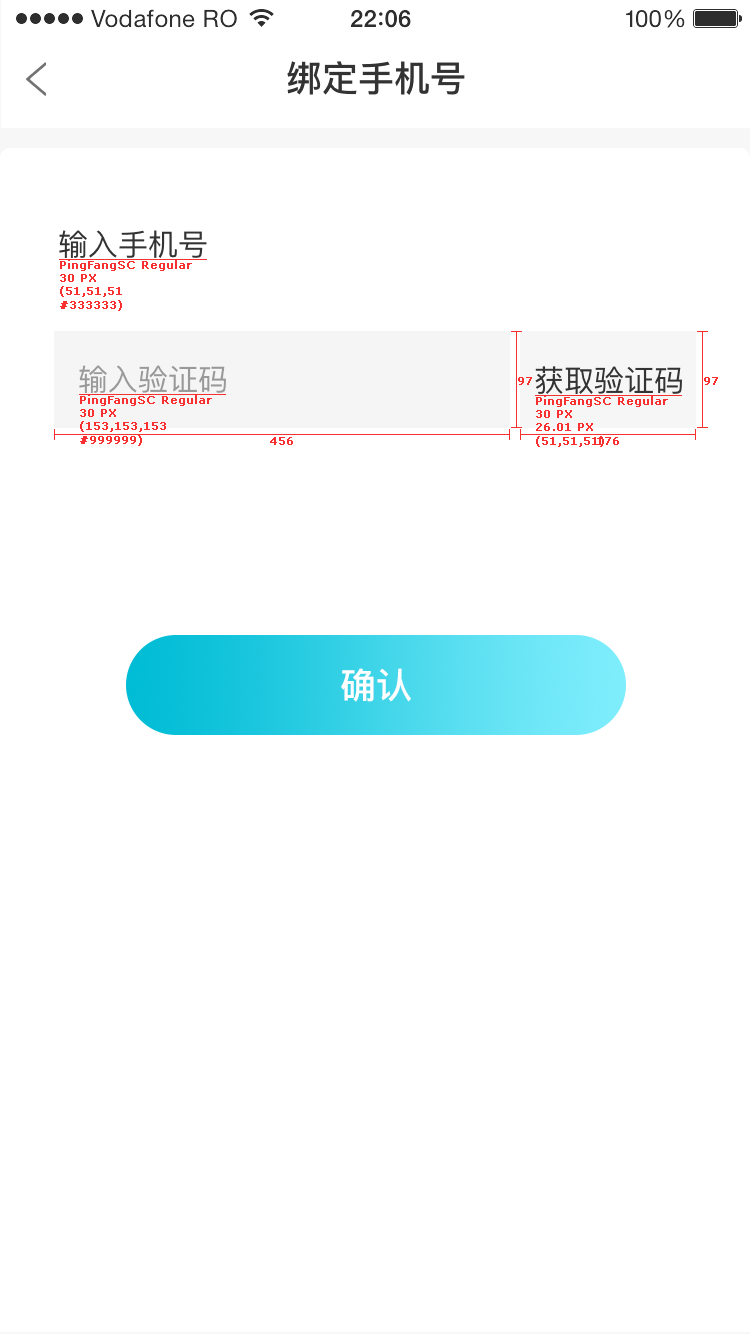 Vodafone RO 22:06 100%
绑定手机号
输入手机号
PingFangSC Regular
30 PX
(51,51,51
#333333)
输入验证码
PingFangSC Regular
30 PX
(153,153,153
#999999)
456
97
获取验证码
PingFangSC Regular
30 PX
26.01 PX
(51,51,51)
176
97
确认